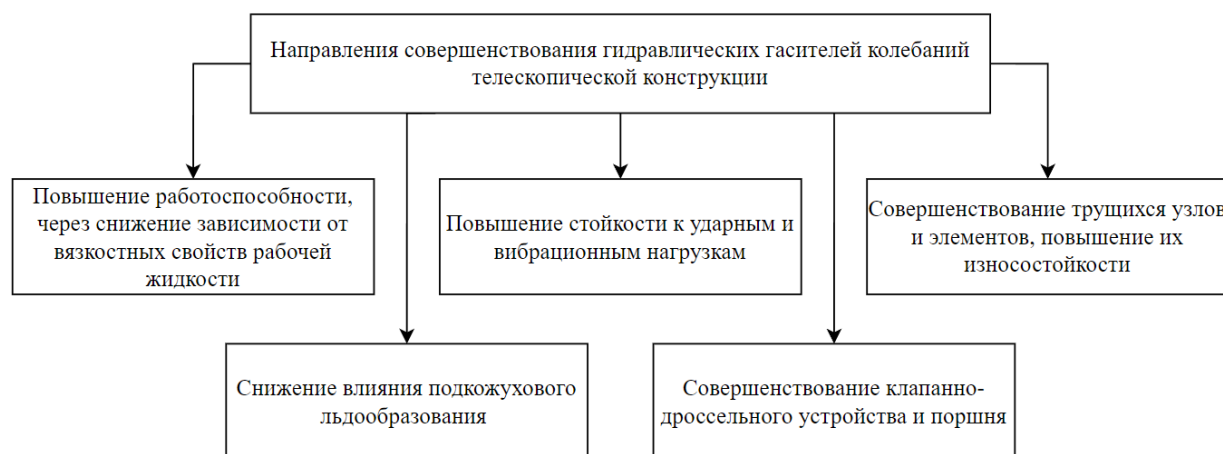 Направления совершенствования гидравлических гасителей колебаний
телескопической конструкции
Повышение работоспособности,
через снижение зависимости от
вязкостных свойств рабочей
жидкости
Повышение стойкости к ударным и
вибрационным нагрузкам
Совершенствование трущихся узлов
и элементов, повышение их
износостойкости
Снижение влияния подкожухового
льдообразования
Совершенствование клапанно-
дроссельного устройства и поршня